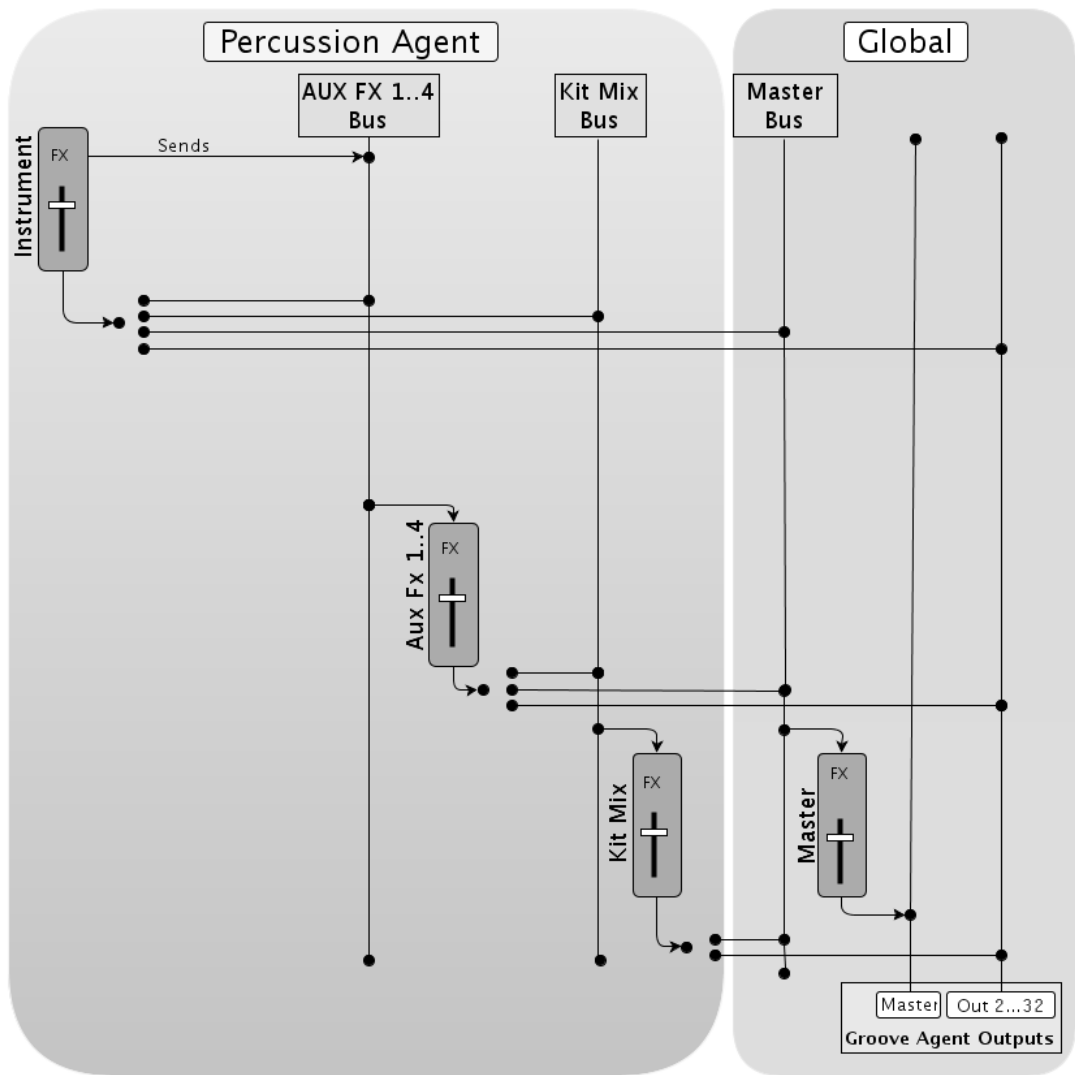 Percussion Agent
Global
AUX FX 1..4
Bus
Kit Mix
Bus
Master
Bus
Instrument
FX
Sends
Aux Fx 1..4
FX
Kit Mix
FX
Master
FX
Master
Out 2...32
Groove Agent Outputs